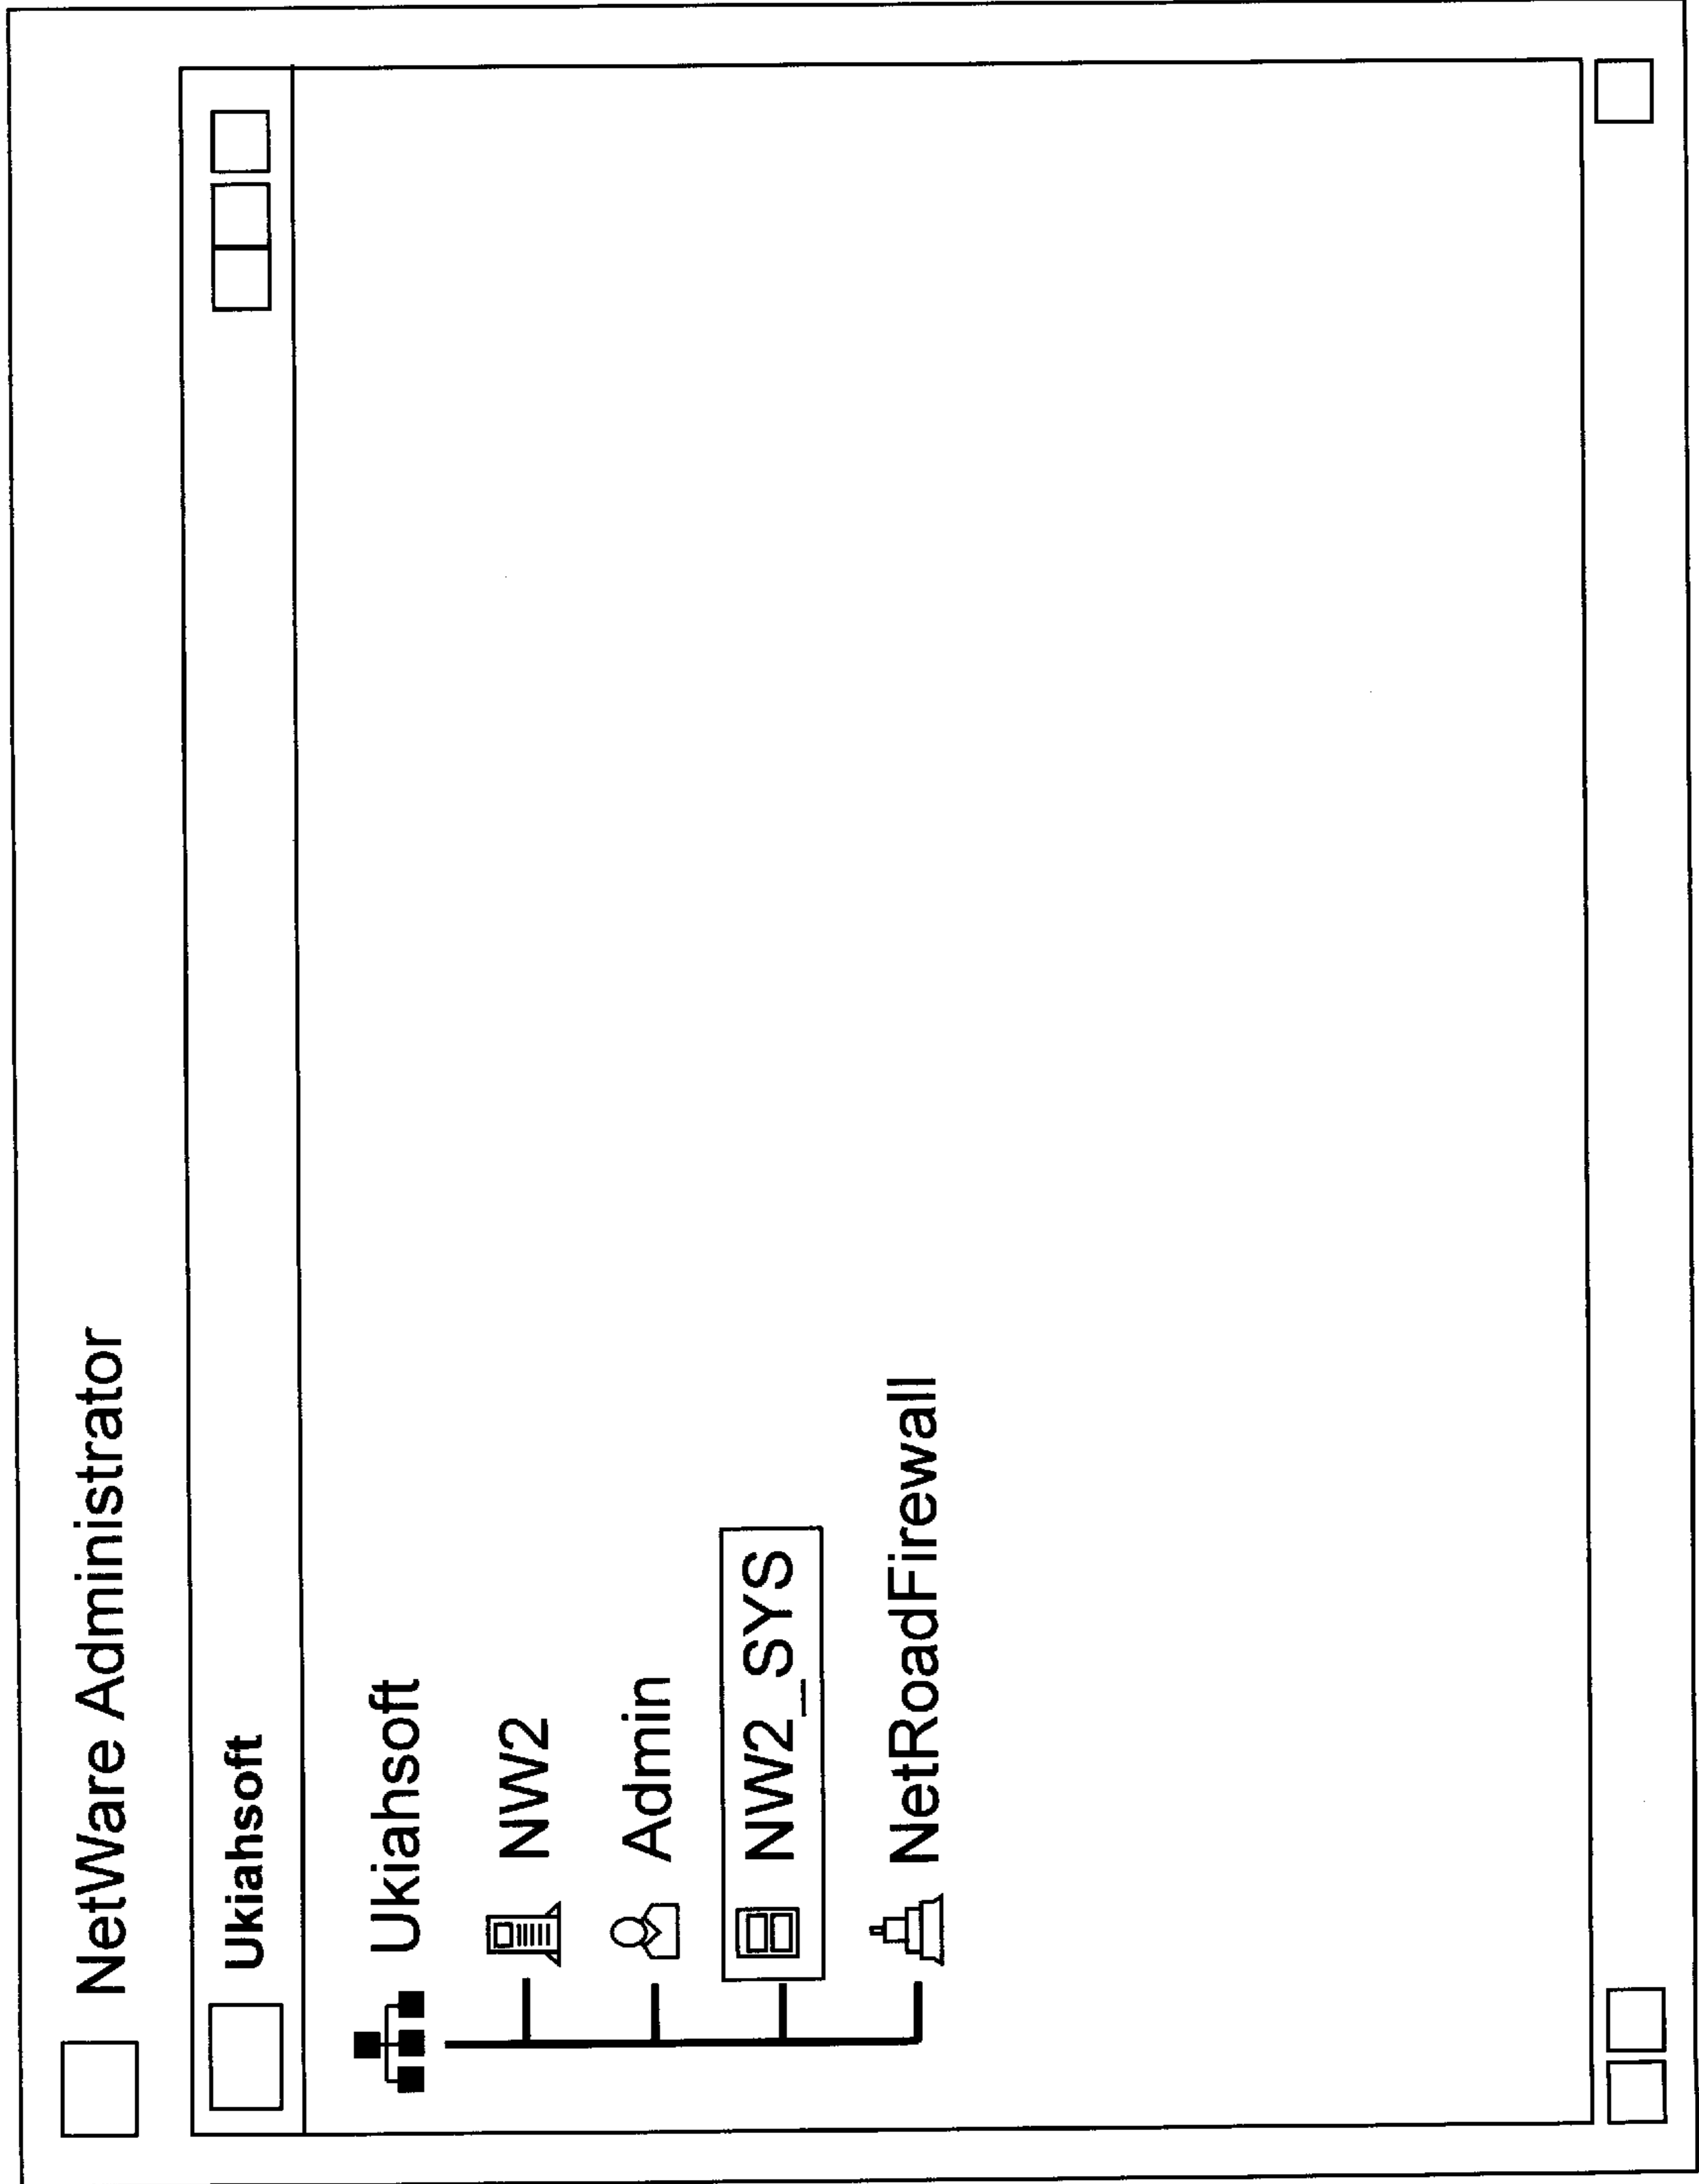 NetWare Administrator
Ukiahsoft
Ukiahsoft
NW2
Admin
NW2_SYS
NetRoadFirewall